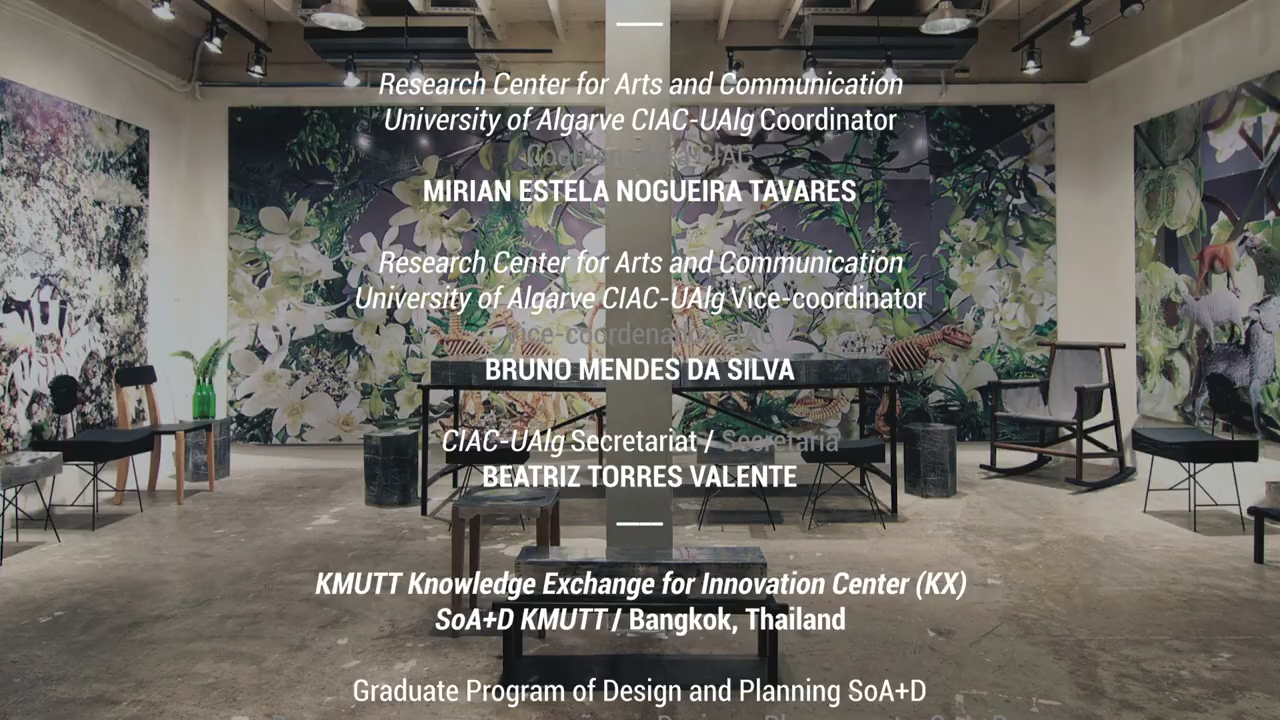 Research Center for Arts and Communication
University of Algarve CIAC-UAlg Coordinator
MIRIAN ESTELA NOGUEIRA TAVARES
Research Center for Arts and Communication
University of Algarve CIAC-UAlg Vice-coordinator
BRUNO MENDES DA SILVA
CIAC-UAlg Secretariat / Secretaria
BEATRIZ TORRES VALENTE
KMUTT Knowledge Exchange for Innovation Center (KX)
SoA+D KMUTT / Bangkok, Thailand
Graduate Program of Design and Planning SoA+D